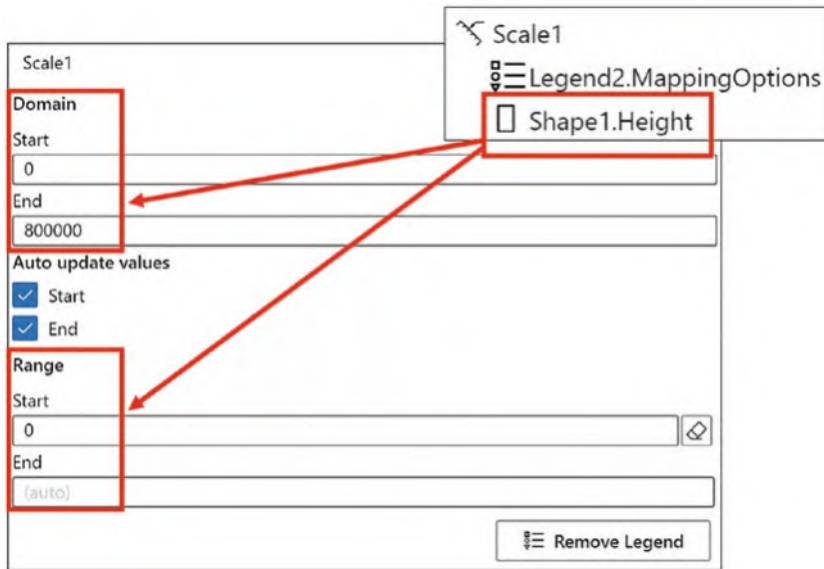 Scale1
Legend2.MappingOptions
Shape1.Height
Scale1
Domain
Start
0
End
800000
Auto update values
Start
End
Range
Start
0
End
(auto)
Remove Legend